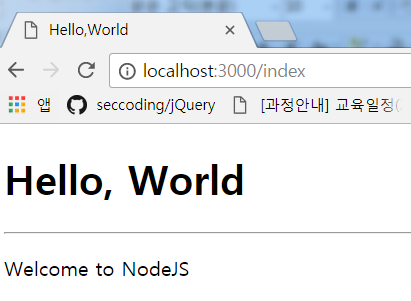 Hello,World
localhost:3000/index
앱 seccoding/jQuery [과정안내] 교육일정(
Hello, World
Welcome to NodeJS